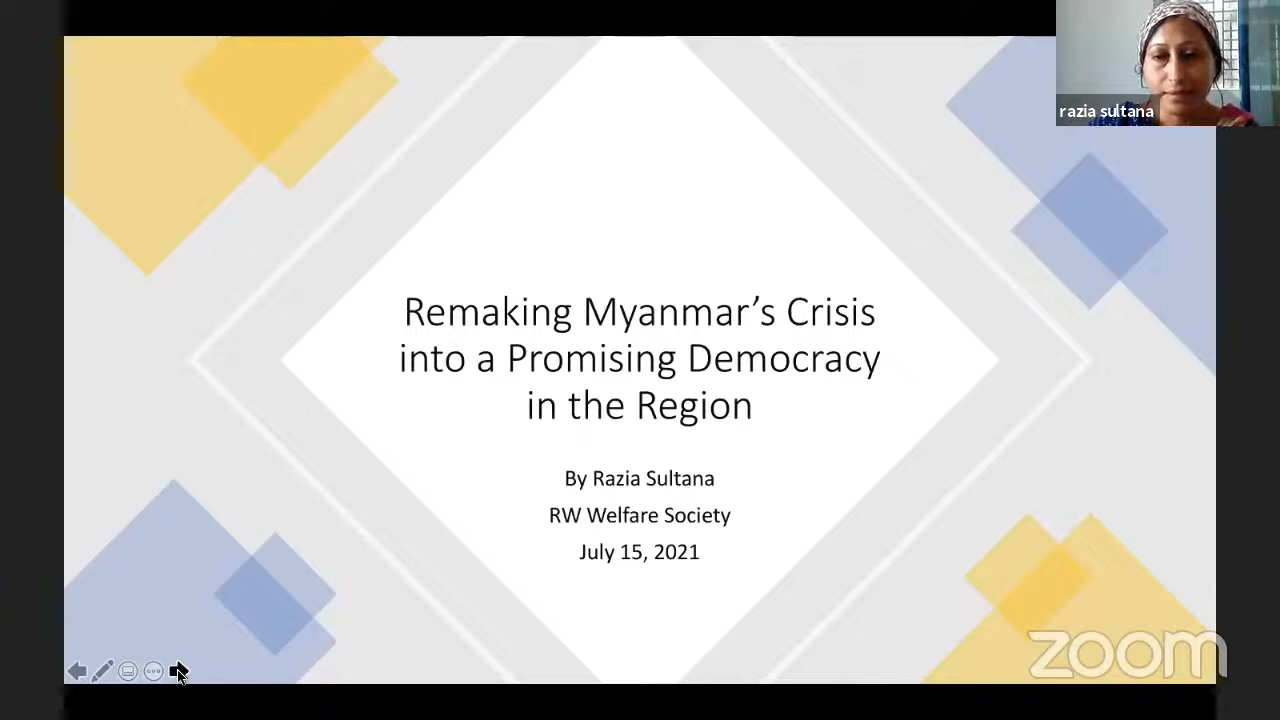 razia sultana
Remaking Myanmar’s Crisis
into a Promising Democracy
in the Region
By Razia Sultana
RW Welfare Society
July 15, 2021
zoom